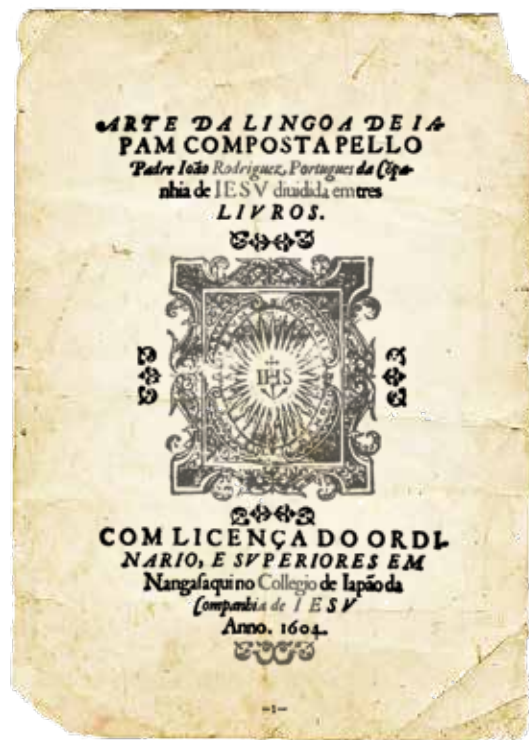 ARTE DA LINGOA DE IA-
PAM COMPOSTA PELLO
Padre Ioão Rodriguez, Portugues da Cõpa-
nhia de IESV diuidida em tres
LIVROS.
IHS
COM LICENÇA DO ORDI-
NARIO, E SVPERIORES EM
Nangasaqui no Collegio de Iapão da
Companhia de IESV
Anno. 1604.
--1--